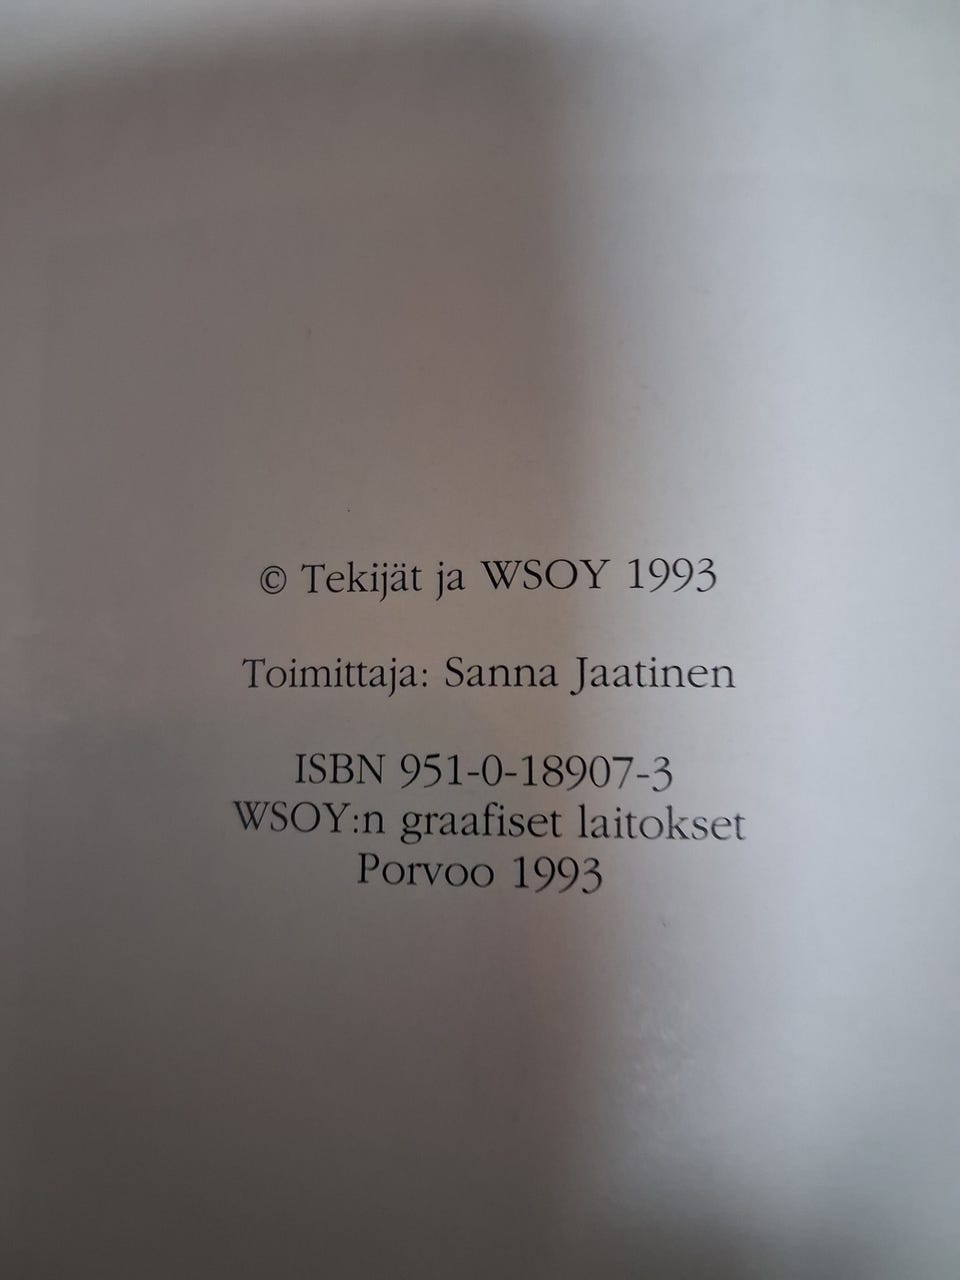 © Tekijät ja WSOY 1993
Toimittaja: Sanna Jaatinen
ISBN 951-0-18907-3
WSOY:n graafiset laitokset
Porvoo 1993